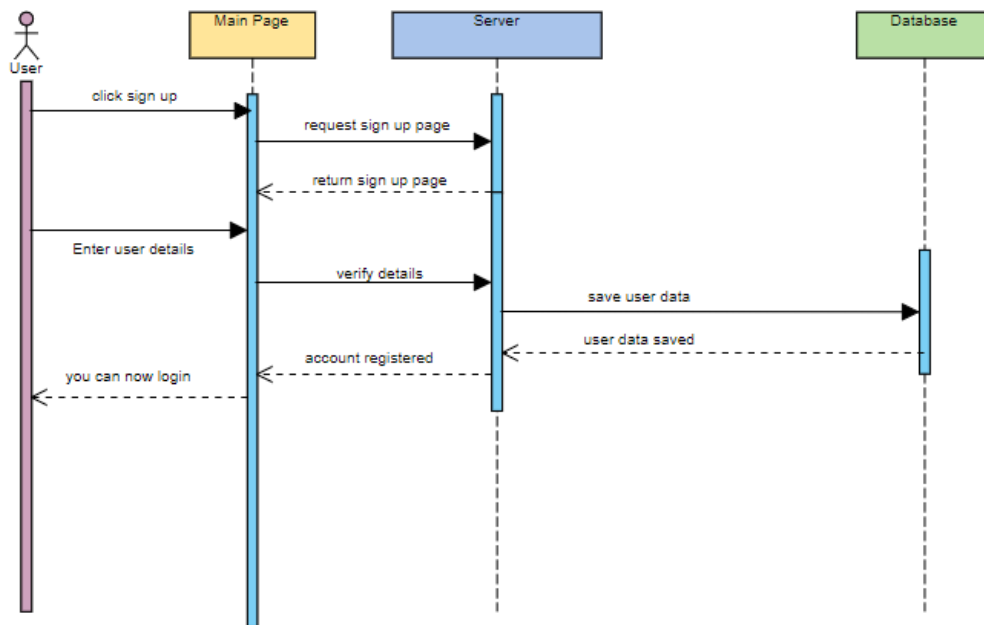 Main Page
Server
Database
User
click sign up
request sign up page
return sign up page
Enter user details
verify details
save user data
user data saved
account registered
you can now login